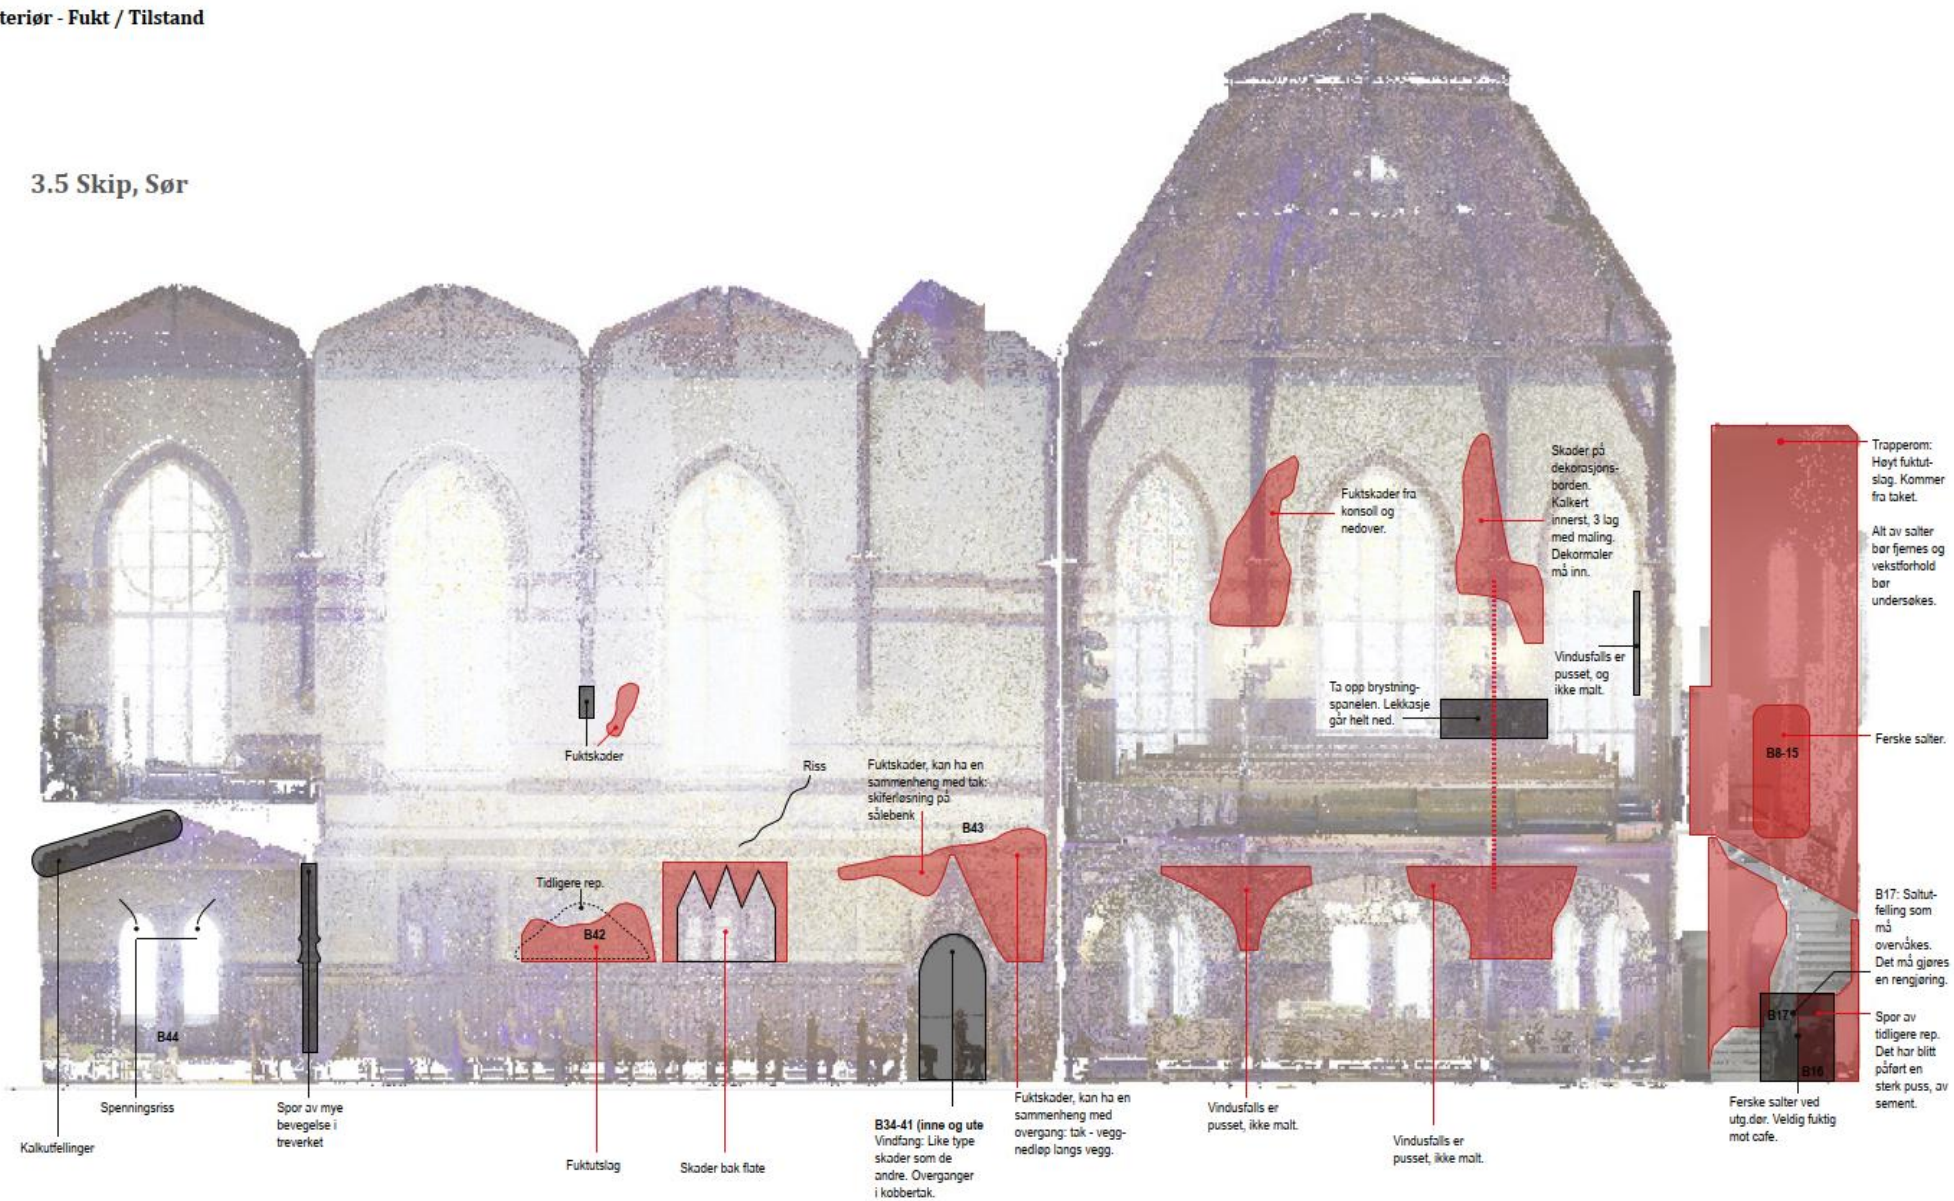 teriør - Fukt / Tilstand
3.5 Skip, Sør
Trapperom:
Høyt fuktut-
slag. Kommer
fra taket.
Alt av salter
bør fjernes og
vekstforhold
bør
undersøkes.
Skader på
dekorasjons-
borden.
Kalkert
innerst, 3 lag
med maling.
Dekormaler
må inn.
Fuktskader fra
konsoll og
nedover.
Vindusfalls er
pusset, og
ikke malt.
Ta opp brystning-
spanelen. Lekkasje
går helt ned.
Ferske salter.
B8-15
Fuktskader
Riss
Fuktskader, kan ha en
sammenheng med tak:
skiferløsning på
sålebenk
B43
Tidligere rep.
B42
B44
B17: Saltut-
felling som
må
overvåkes.
Det må gjøres
en rengjøring.
B17
Spor av
tidligere rep.
Det har blitt
påført en
sterk puss, av
sement.
B16
Kalkutfellinger
Spenningsriss
Spor av mye
bevegelse i
treverket
Fuktutslag
Skader bak flate
B34-41 (inne og ute
Vindfang: Like type
skader som de
andre. Overganger
i kobbertak.
Fuktskader, kan ha en
sammenheng med
overgang: tak - vegg-
nedløp langs vegg.
Vindusfalls er
pusset, ikke malt.
Vindusfalls er
pusset, ikke malt.
Ferske salter ved
utg.dør. Veldig fuktig
mot cafe.